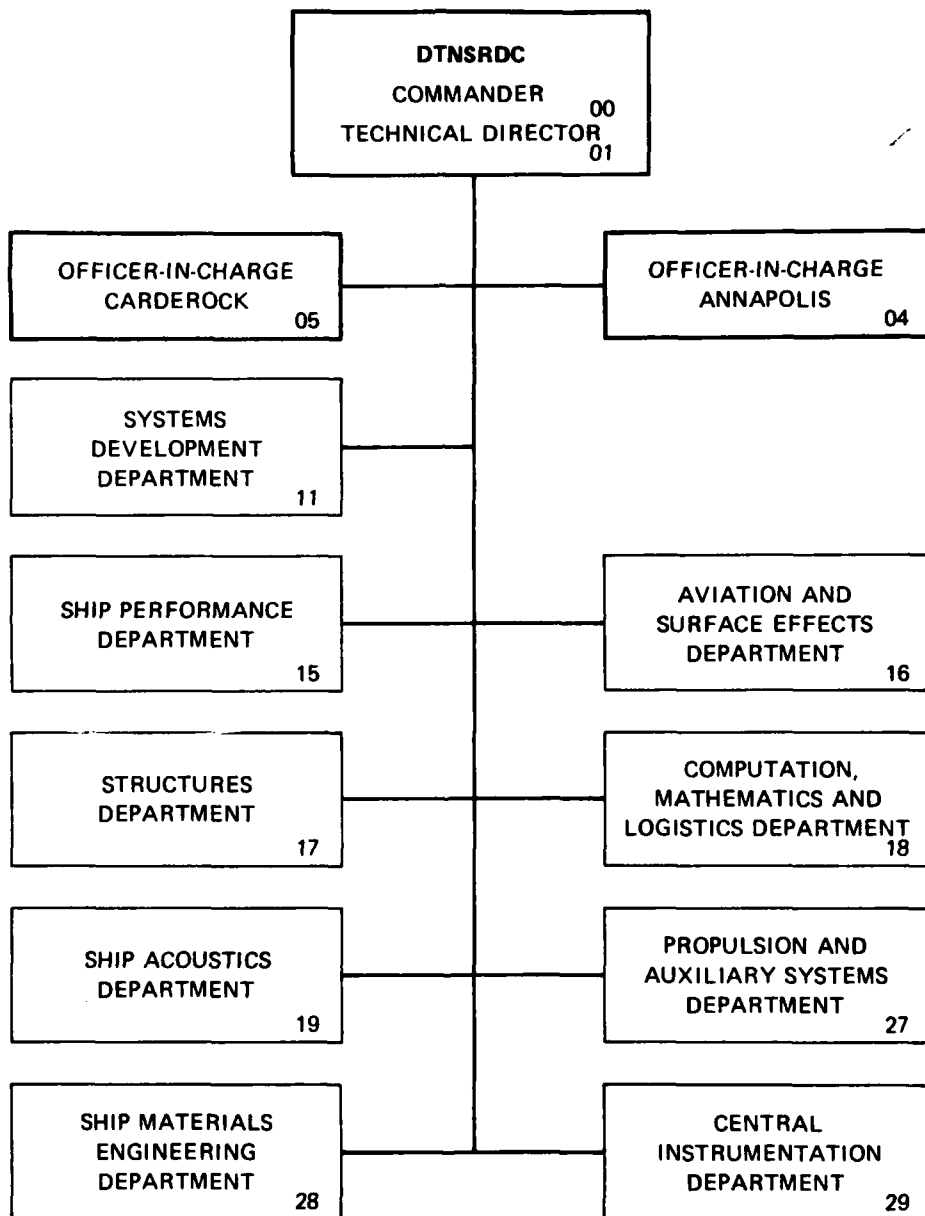 DTNSRDC
COMMANDER
00
TECHNICAL DIRECTOR
01
OFFICER-IN-CHARGE
CARDEROCK
05
OFFICER-IN-CHARGE
ANNAPOLIS
04
SYSTEMS
DEVELOPMENT
DEPARTMENT
11
SHIP PERFORMANCE
DEPARTMENT
15
AVIATION AND
SURFACE EFFECTS
DEPARTMENT
16
STRUCTURES
DEPARTMENT
17
COMPUTATION,
MATHEMATICS AND
LOGISTICS DEPARTMENT
18
SHIP ACOUSTICS
DEPARTMENT
19
PROPULSION AND
AUXILIARY SYSTEMS
DEPARTMENT
27
SHIP MATERIALS
ENGINEERING
DEPARTMENT
28
CENTRAL
INSTRUMENTATION
DEPARTMENT
29